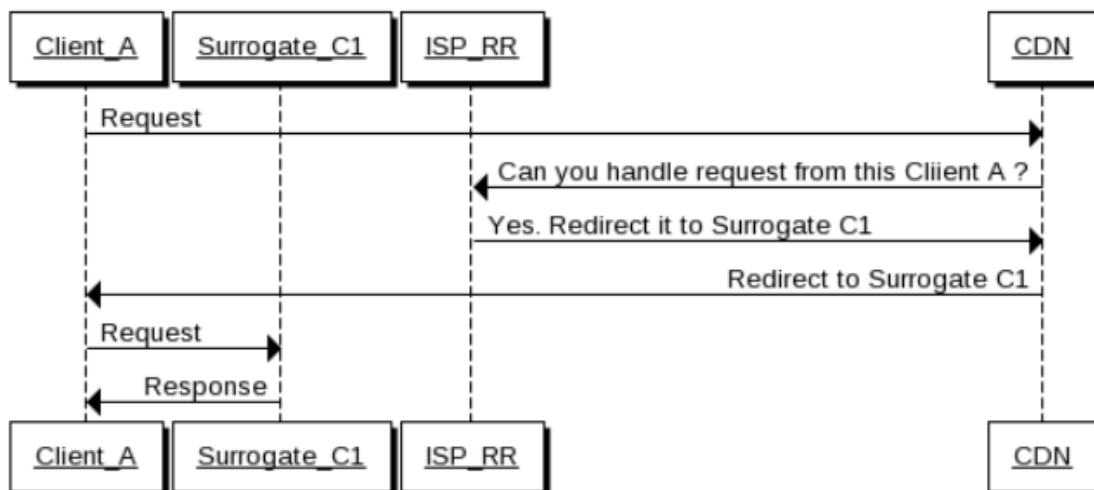 Client_A Surrogate_C1 ISP_RR CDN
Request
Can you handle request from this Cliient A ?
Yes. Redirect it to Surrogate C1
Redirect to Surrogate C1
Request
Response
Client_A Surrogate_C1 ISP_RR CDN